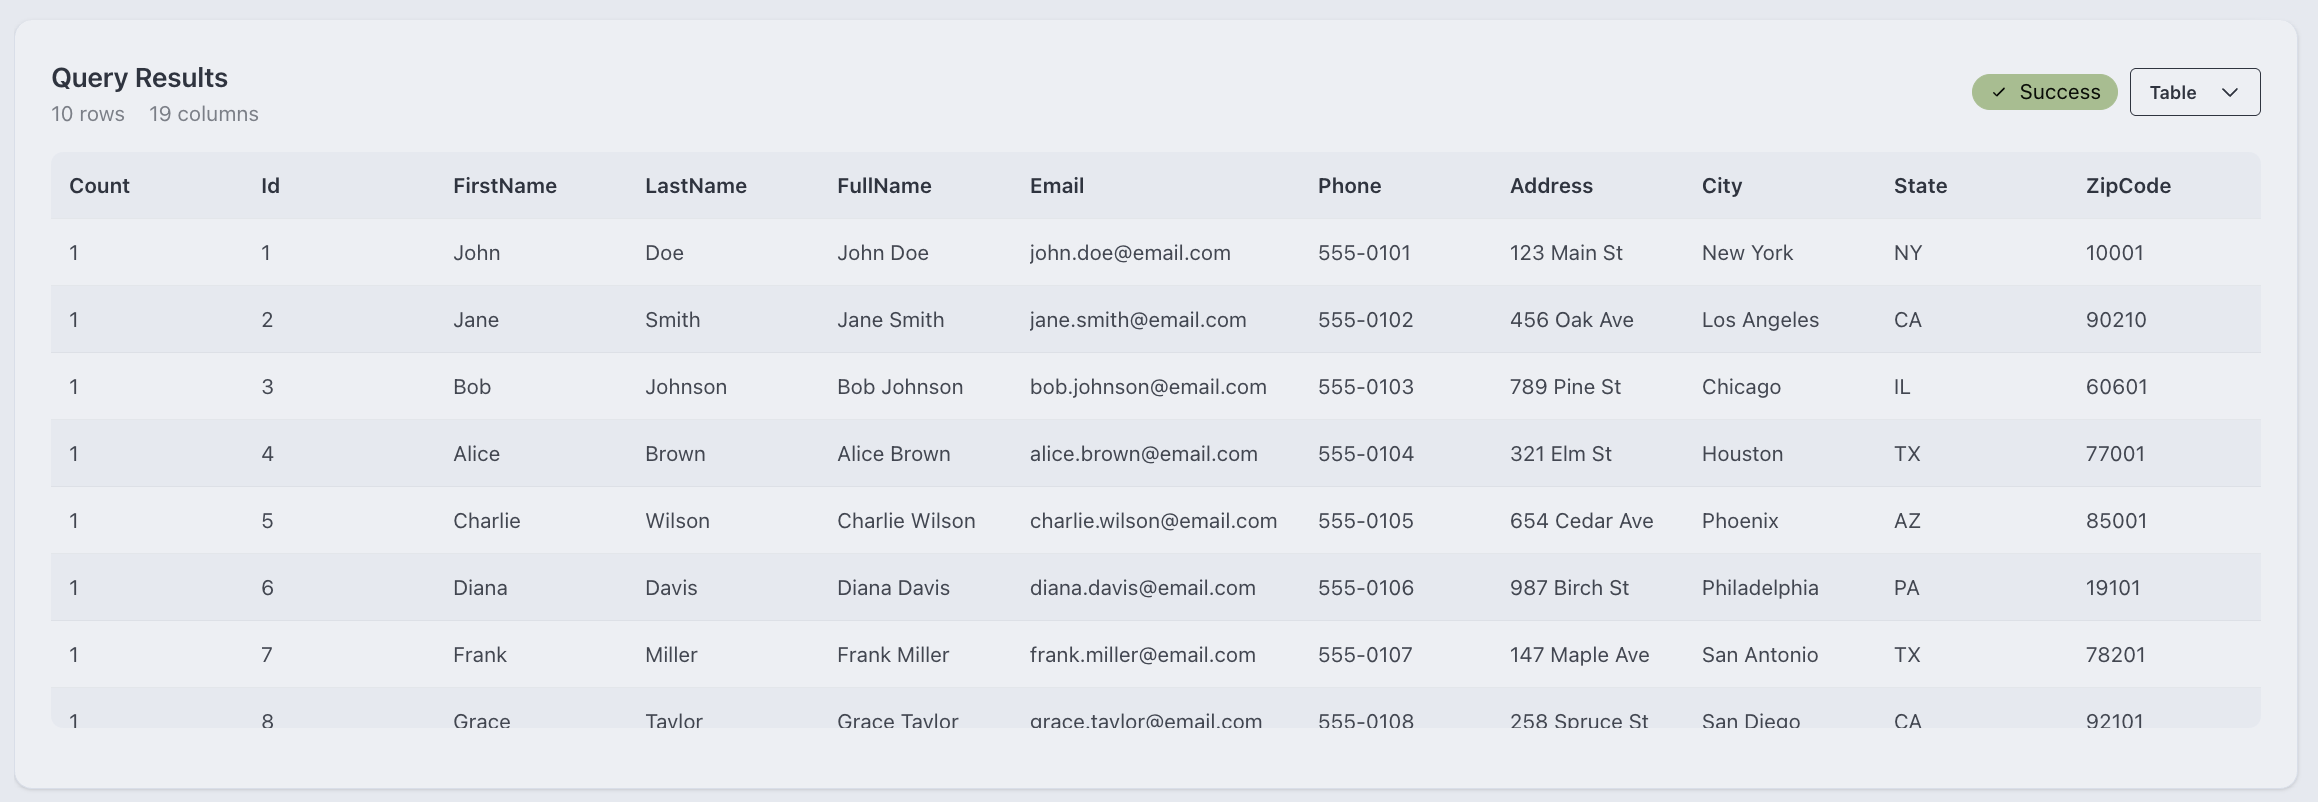 Query Results
10 rows 19 columns
Success
Table
Count Id FirstName LastName FullName Email Phone Address City State ZipCode
1 1 John Doe John Doe john.doe@email.com 555-0101 123 Main St New York NY 10001
1 2 Jane Smith Jane Smith jane.smith@email.com 555-0102 456 Oak Ave Los Angeles CA 90210
1 3 Bob Johnson Bob Johnson bob.johnson@email.com 555-0103 789 Pine St Chicago IL 60601
1 4 Alice Brown Alice Brown alice.brown@email.com 555-0104 321 Elm St Houston TX 77001
1 5 Charlie Wilson Charlie Wilson charlie.wilson@email.com 555-0105 654 Cedar Ave Phoenix AZ 85001
1 6 Diana Davis Diana Davis diana.davis@email.com 555-0106 987 Birch St Philadelphia PA 19101
1 7 Frank Miller Frank Miller frank.miller@email.com 555-0107 147 Maple Ave San Antonio TX 78201
1 8 Grace Taylor Grace Taylor grace.taylor@email.com 555-0108 258 Spruce St San Diego CA 92101